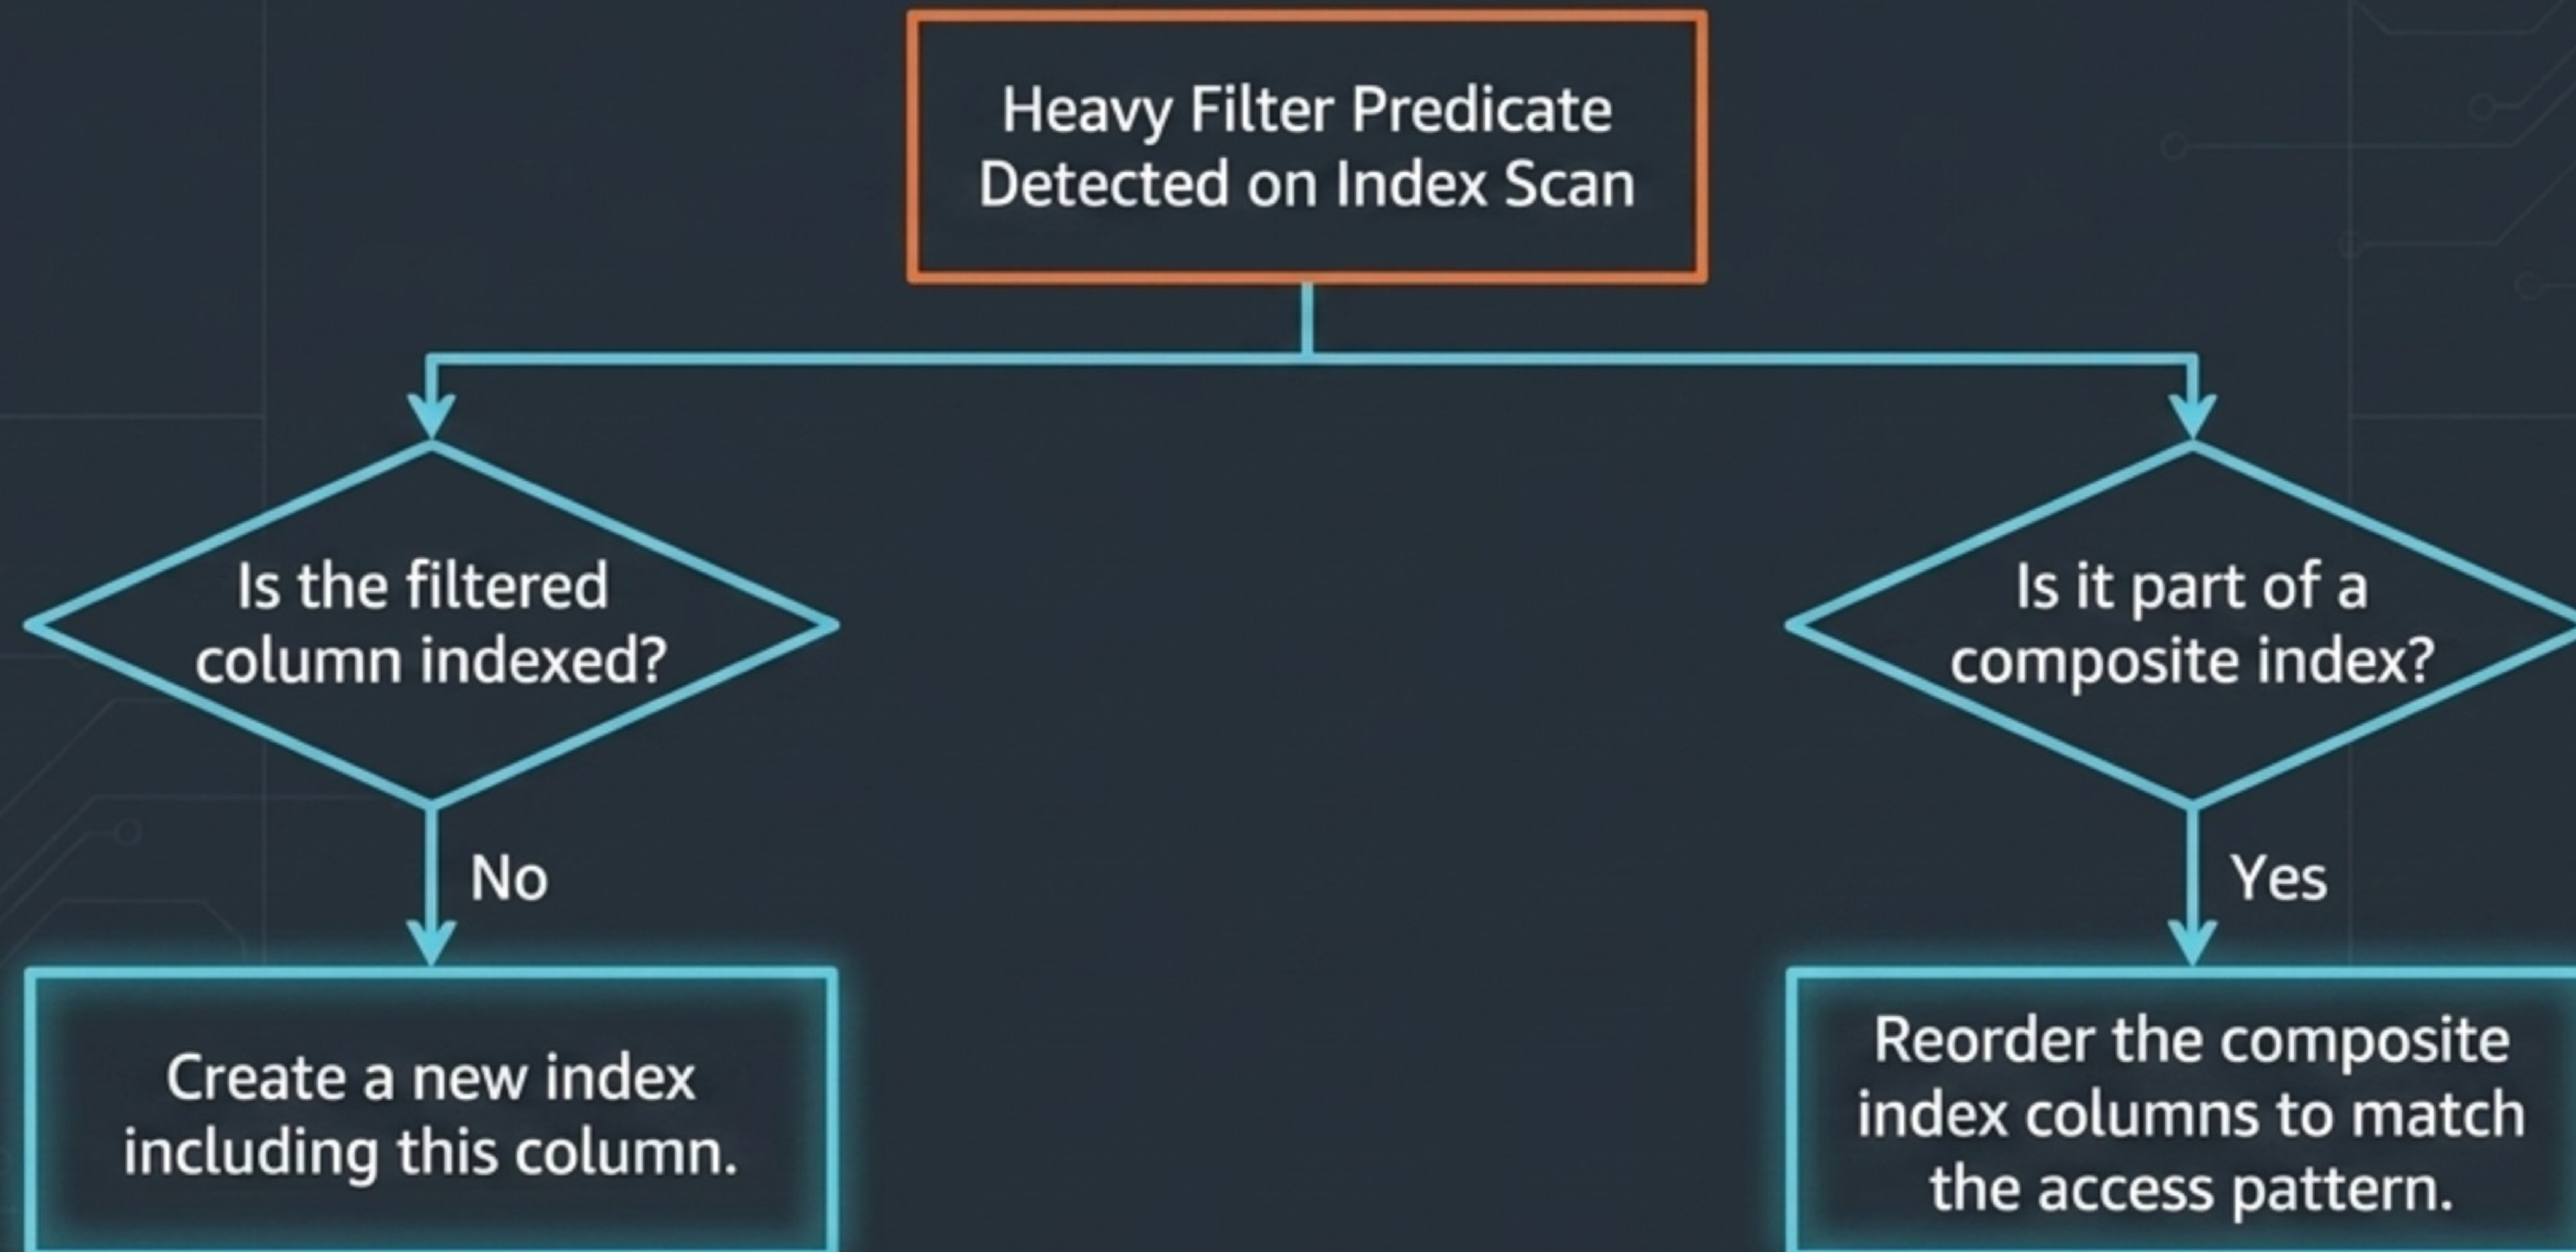 Heavy Filter Predicate
Detected on Index Scan
Is the filtered
column indexed?
Is it part of a
composite index?
No
Yes
Create a new index
including this column.
Reorder the composite
index columns to match
the access pattern.